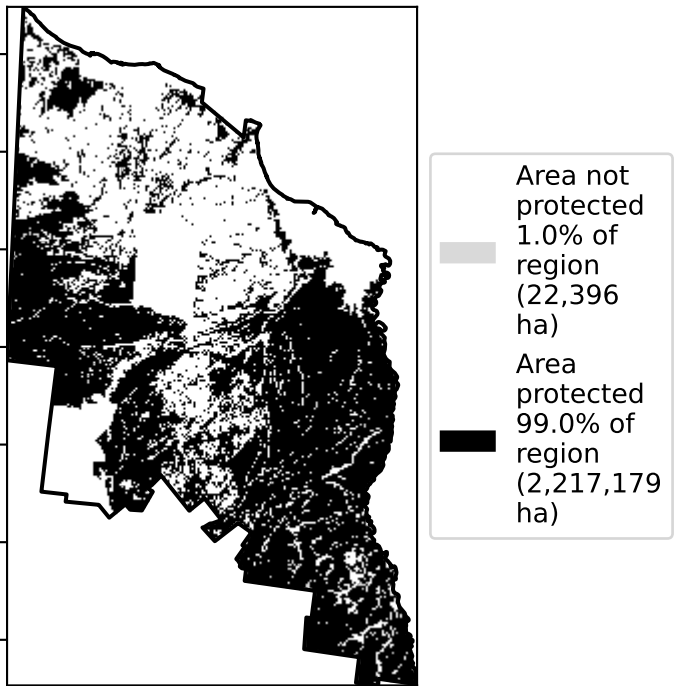 Area not
protected
1.0% of
region
(22,396
ha)
Area
protected
99.0% of
region
(2,217,179
ha)